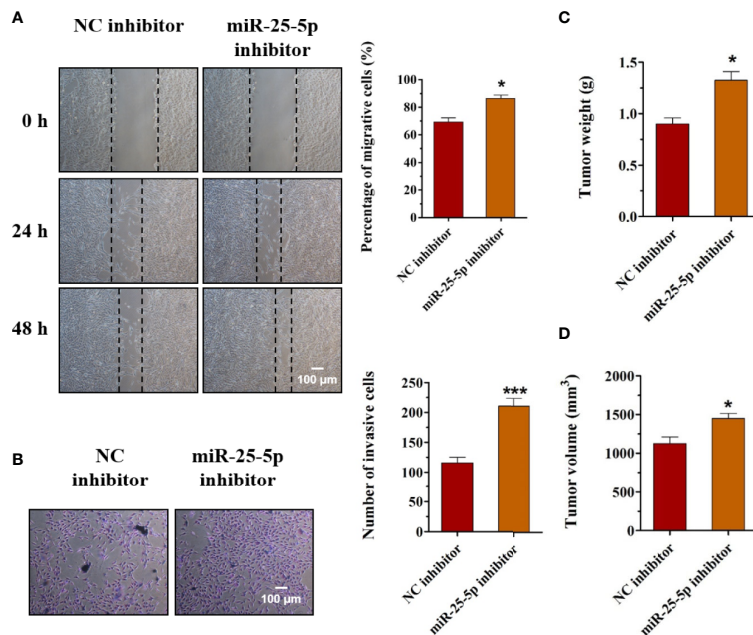 A
NC inhibitor
miR-25-5p
inhibitor
0 h
24 h
48 h
100 µm
Percentage of migrative cells (%)
100
80
60
40
20
0
*
NC inhibitor
miR-25-5p inhibitor
B
NC
inhibitor
miR-25-5p
inhibitor
100 µm
Number of invasive cells
250
200
150
100
50
0
***
NC inhibitor
miR-25-5p inhibitor
C
Tumor weight (g)
1.5
1.0
0.5
0.0
*
NC inhibitor
miR-25-5p inhibitor
D
Tumor volume (mm³)
2000
1500
1000
500
0
*
NC inhibitor
miR-25-5p inhibitor